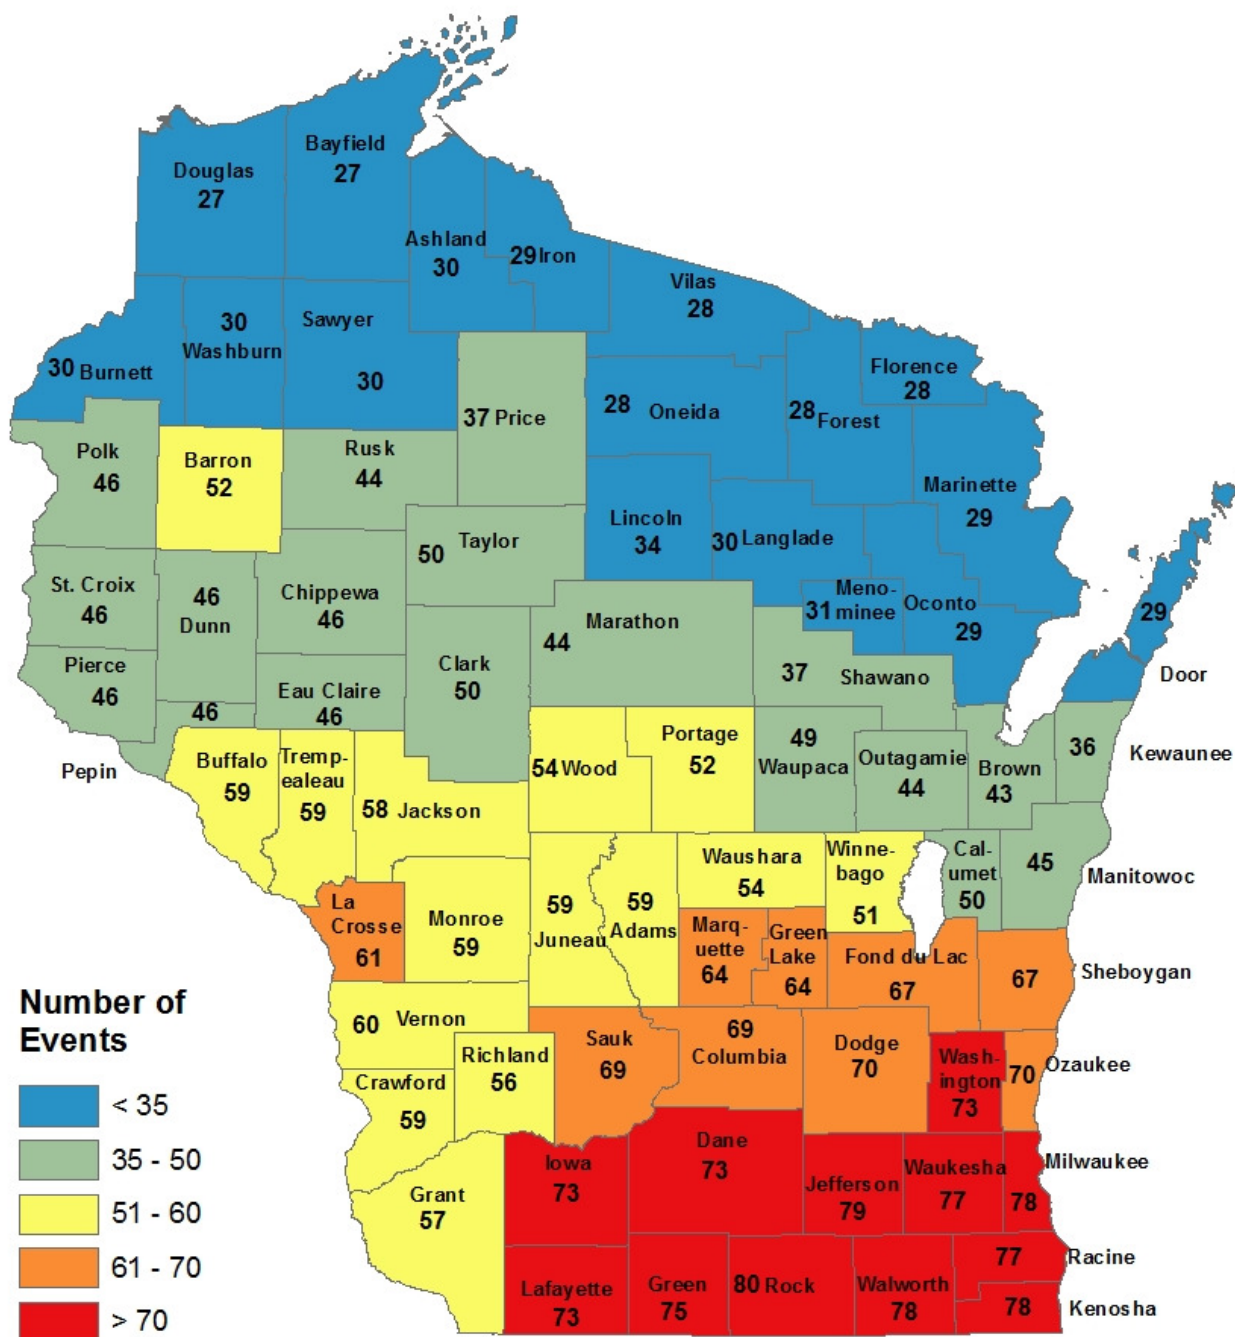 Bayfield
27
Douglas
27
Ashland
30
29 Iron
Vilas
28
30
Washburn
Sawyer
30
30 Burnett
Florence
28
28 Oneida
28 Forest
37 Price
Polk
46
Barron
52
Rusk
44
Marinette
29
Lincoln
34
30 Langlade
50 Taylor
St. Croix
46
46
Dunn
Chippewa
46
31 Meno-
minee
Oconto
29
29
Door
Marathon
44
Clark
50
37
Shawano
Pierce
46
Eau Claire
46
46
Pepin
Buffalo
59
Tremp-
ealeau
59
58 Jackson
54 Wood
Portage
52
49
Waupaca
Outagamie
44
Brown
43
36
Kewaunee
Waushara
54
Winne-
bago
51
Cal-
umet
50
45
Manitowoc
La
Crosse
61
Monroe
59
59
Juneau
59
Adams
Marq-
uette
64
Green
Lake
64
Fond du Lac
67
67
Sheboygan
60 Vernon
Richland
56
Sauk
69
69
Columbia
Dodge
70
Wash-
ington
73
70
Ozaukee
Crawford
59
Grant
57
Iowa
73
Dane
73
Jefferson
79
Waukesha
77
78
Milwaukee
Lafayette
73
Green
75
80 Rock
Walworth
78
77
Racine
78
Kenosha
Number of
Events
< 35
35 - 50
51 - 60
61 - 70
> 70